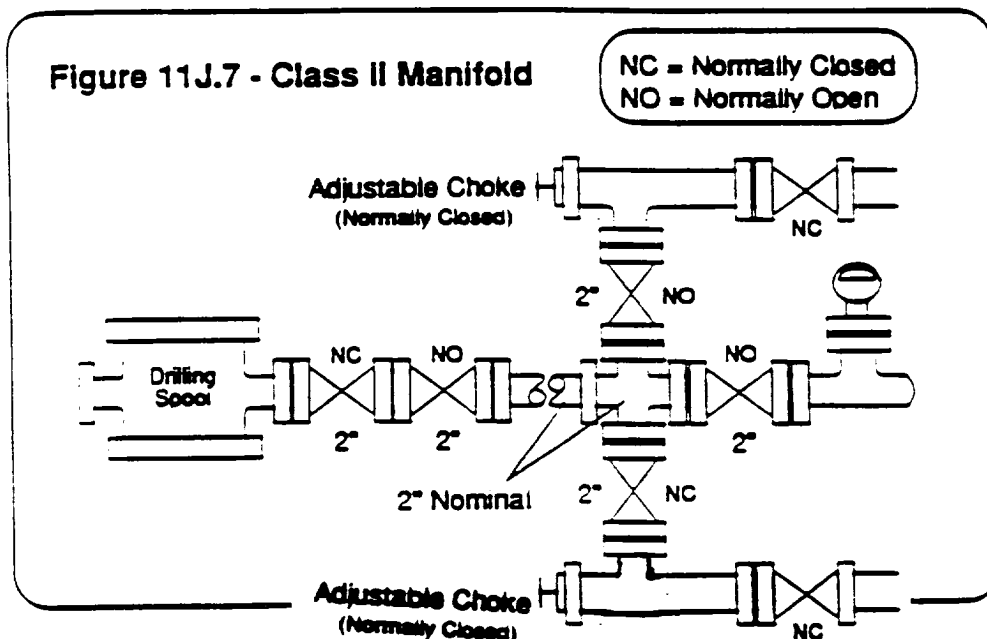 Figure 11J.7 - Class II Manifold
NC = Normally Closed
NO = Normally Open
Adjustable Choke
(Normally Closed)
NC
2" NO
NC NO NO
Drilling
Spool
2" 2" 2"
2" Nominal
2" NC
Adjustable Choke
(Normally Closed)
NC